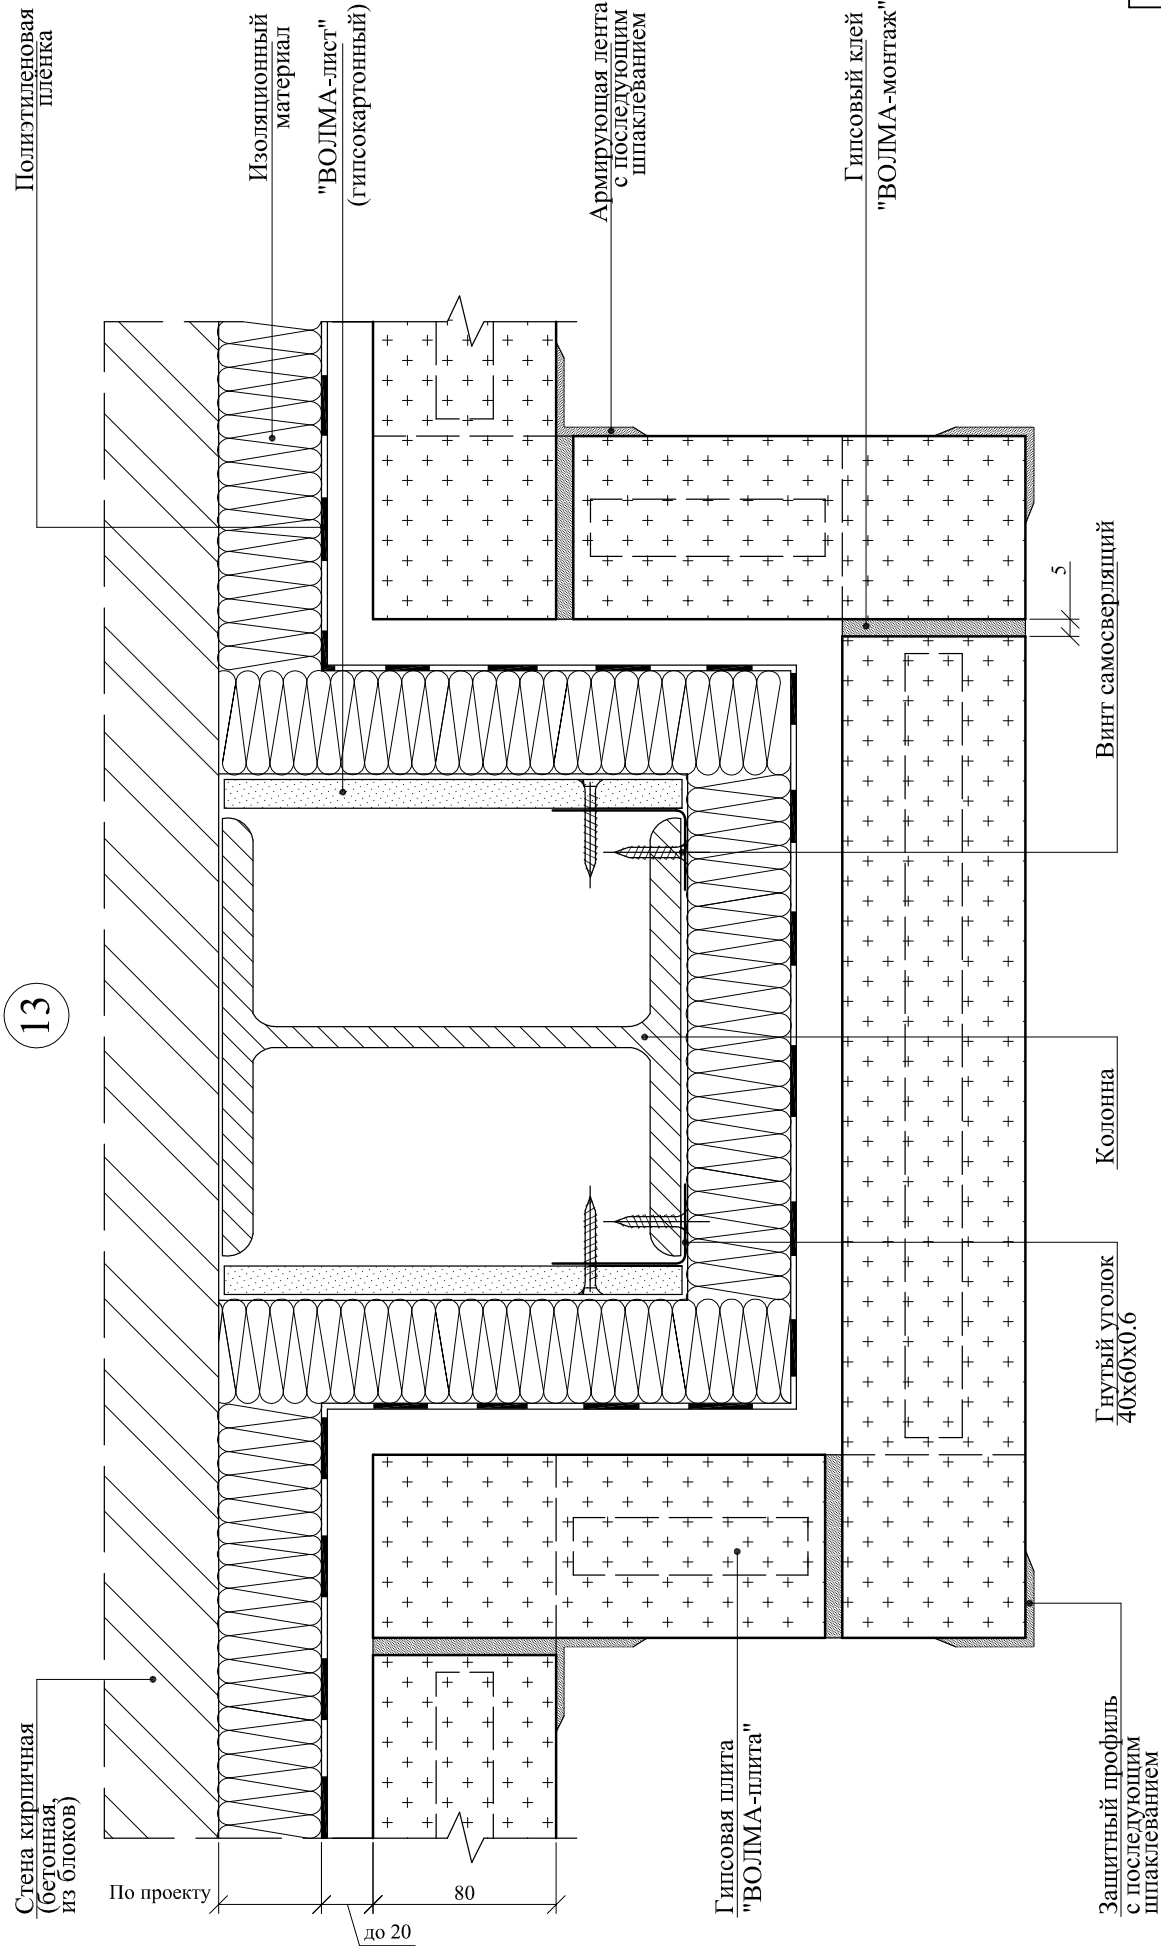 13
Стена кирпичная
(бетонная,
из блоков)
Полиэтиленовая
плёнка
Изоляционный
материал
"ВОЛМА-лист"
(гипсокартонный)
Армирующая лента
с последующим
шпаклеванием
Гипсовый клей
"ВОЛМА-монтаж"
По проекту
до 20
80
5
Гипсовая плита
"ВОЛМА-плита"
Защитный профиль
с последующим
шпаклеванием
Гнутый уголок
40х60х0.6
Колонна
Винт самосверлящий